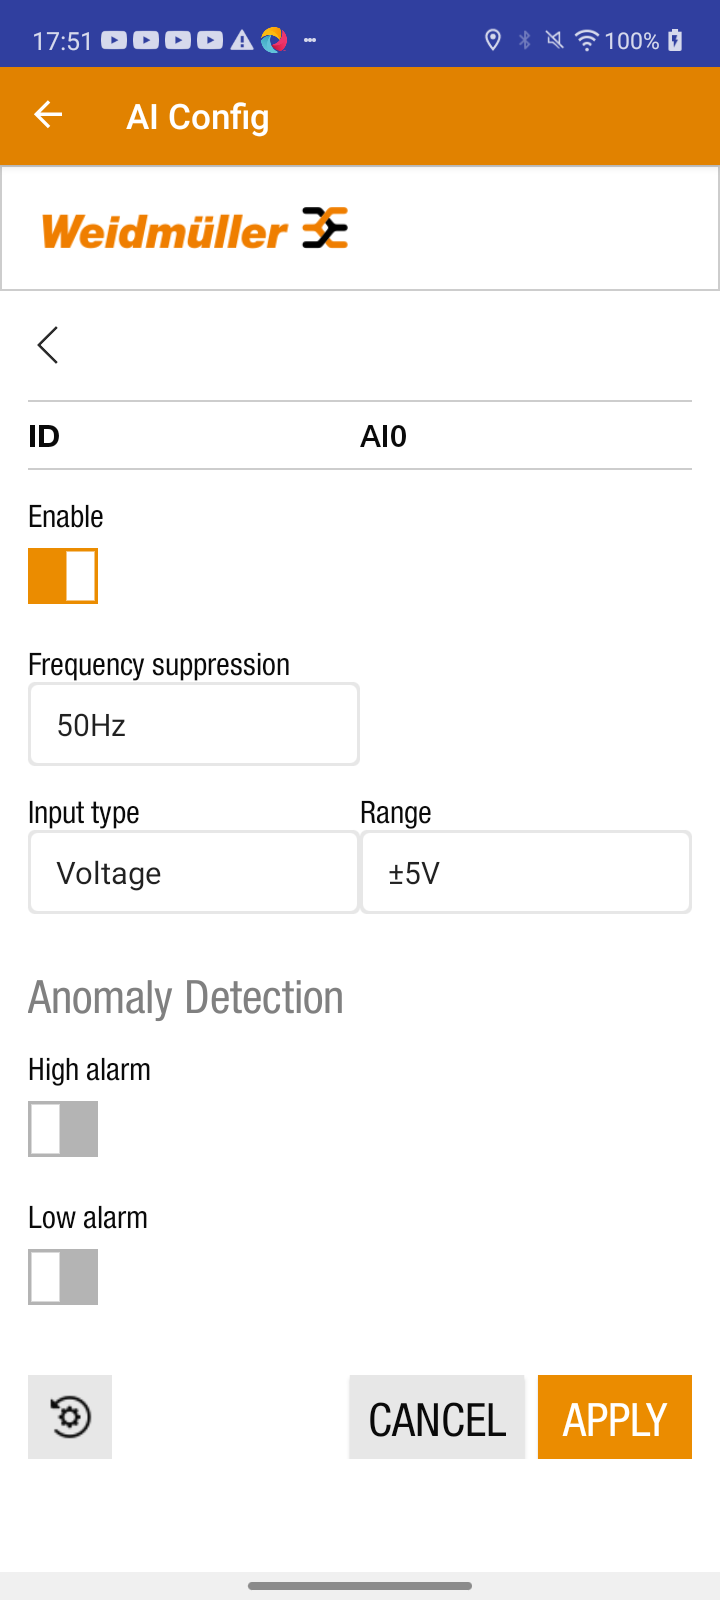 17:51 100%
AI Config
Weidmüller
ID AI0
Enable
Frequency suppression
50Hz
Input type Range
Voltage ±5V
Anomaly Detection
High alarm
Low alarm
CANCEL APPLY